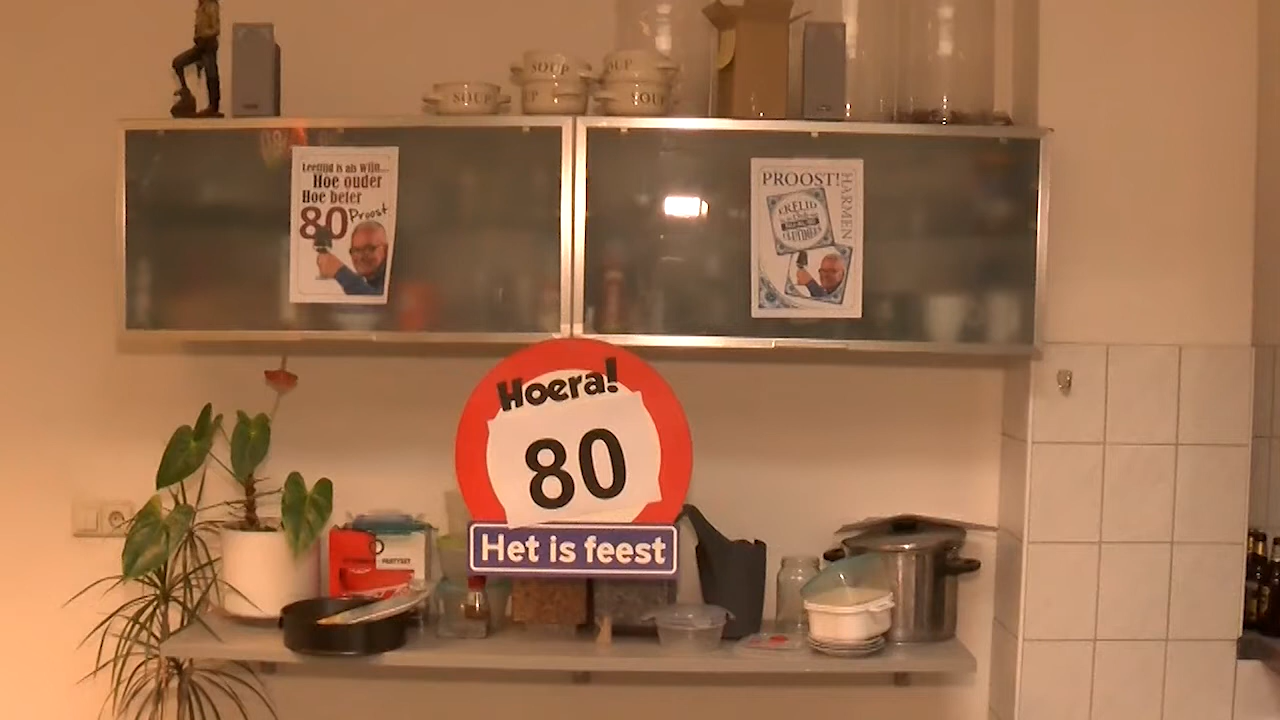 SOUP
SOUP
SOUP
Leeftijd is als Wijn...
Hoe ouder
Hoe beter
80 Proost
PROOST!
HARMEN
Hoera!
80
Het is feest